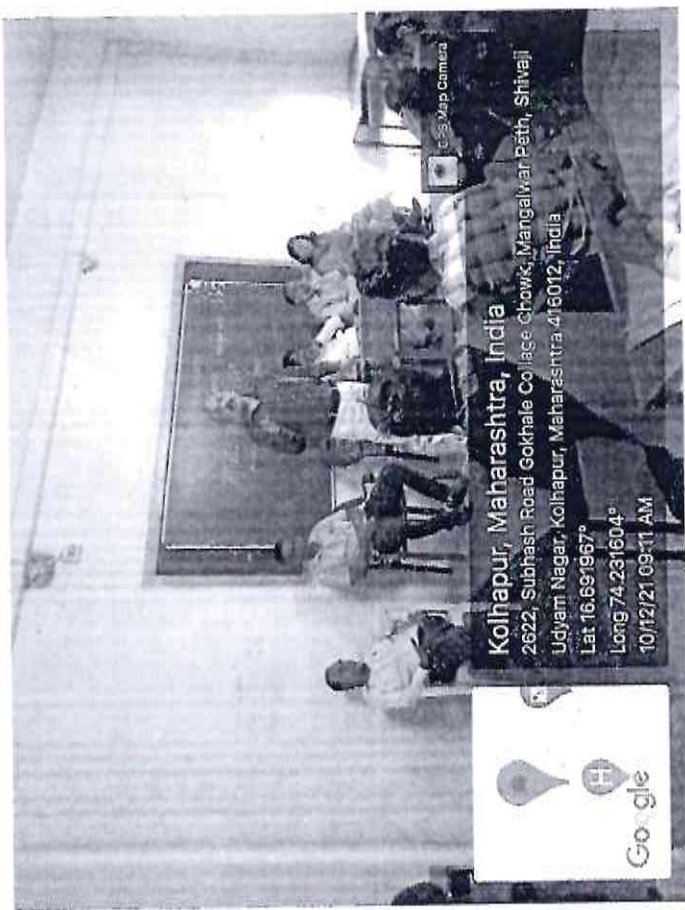 GPS Map Camera
Kolhapur, Maharashtra, India
2622, Subhash Road Gokhale Collage Chowk, Mangalwar Peth, Shivaji
Udyam Nagar, Kolhapur, Maharashtra 416012, India
Lat 16.691967°
Long 74.231604°
10/12/21 09:11 AM
Google
H